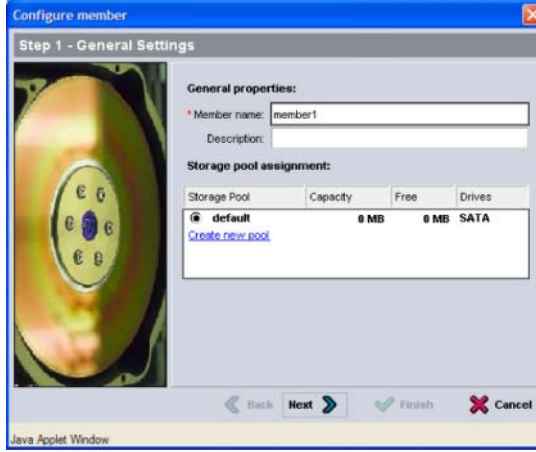 Configure member
Step 1 - General Settings
General properties:
* Member name: member1
Description:
Storage pool assignment:
Storage Pool Capacity Free Drives
default 0 MB 0 MB SATA
Create new pool
Back Next Finish Cancel
Java Applet Window